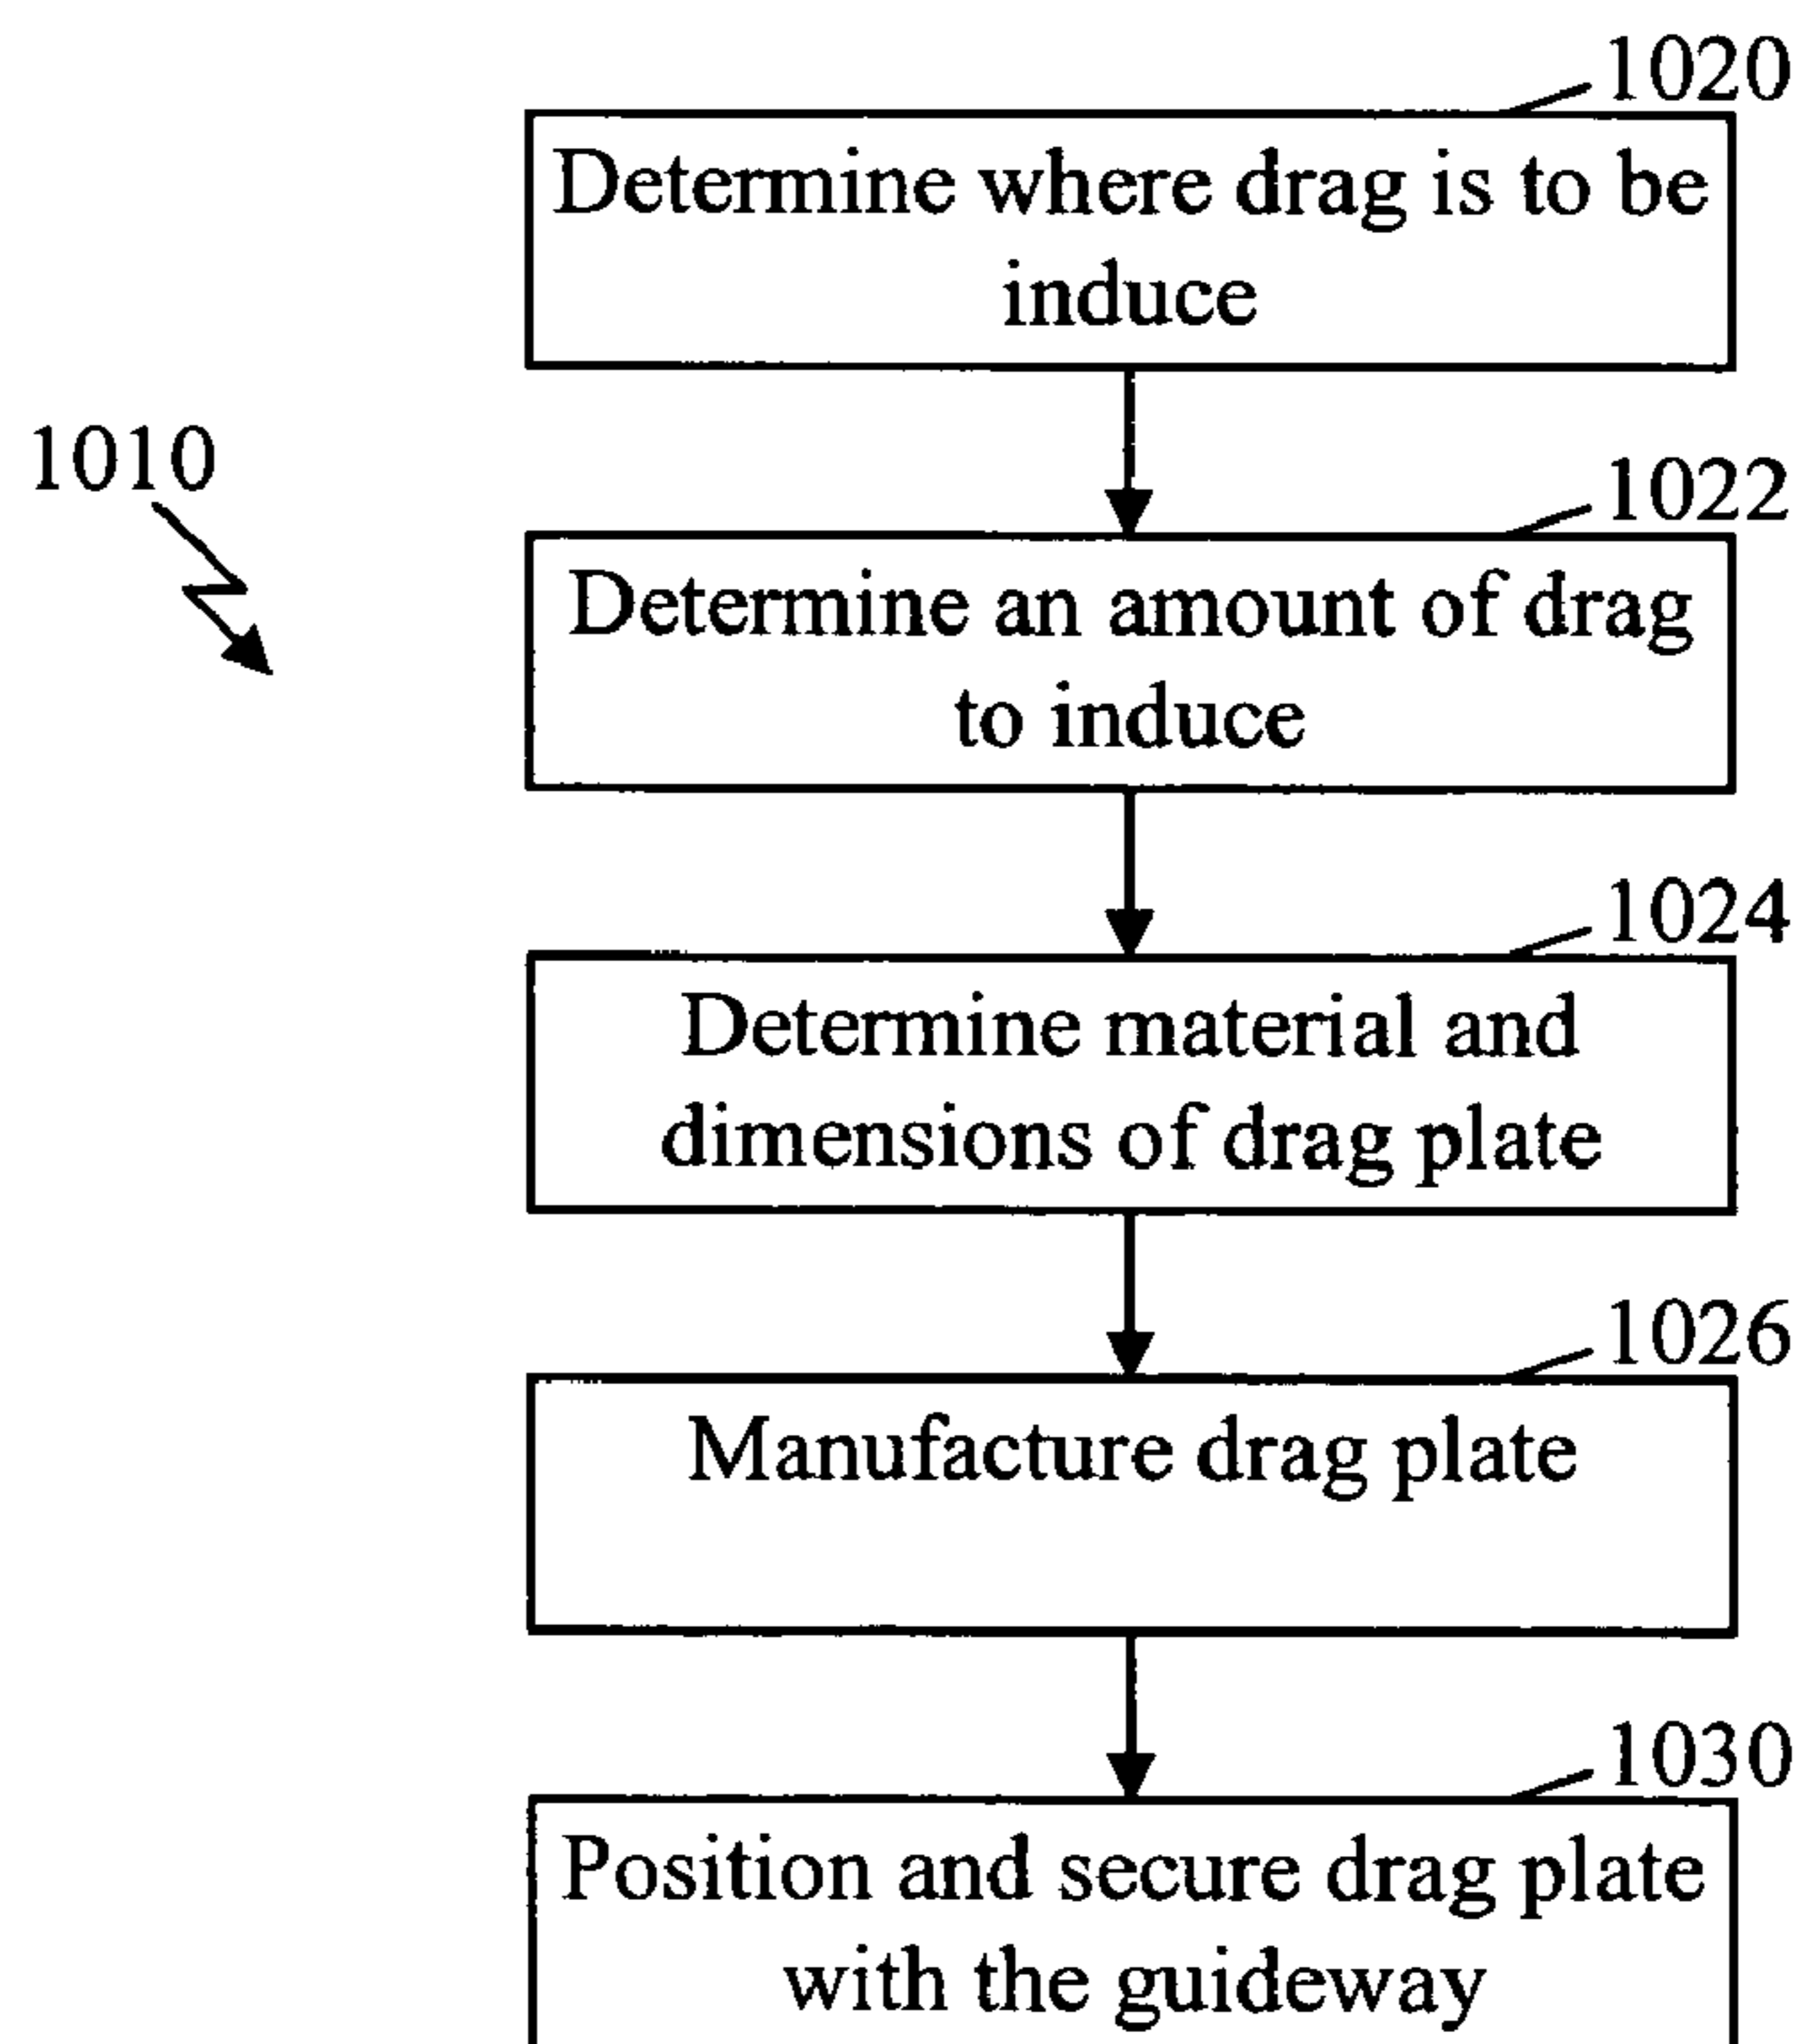 1020
Determine where drag is to be
induce
1010
1022
Determine an amount of drag
to induce
1024
Determine material and
dimensions of drag plate
1026
Manufacture drag plate
1030
Position and secure drag plate
with the guideway